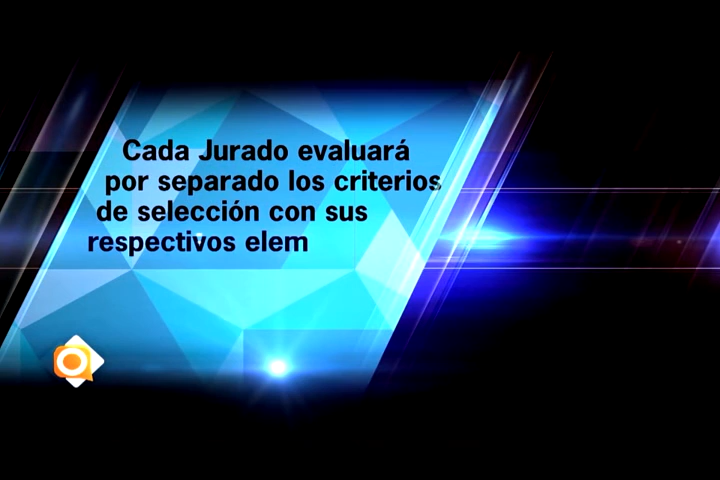 Cada Jurado evaluará
por separado los criterios
de selección con sus
respectivos elem